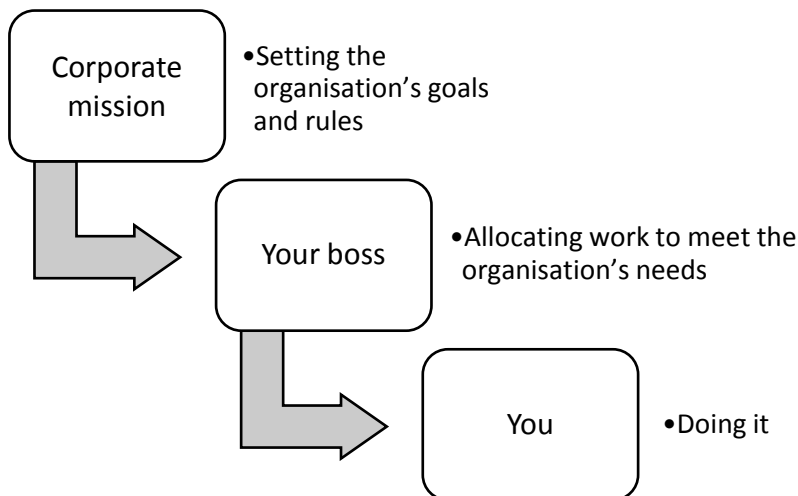 Corporate
mission
•Setting the
organisation’s goals
and rules
Your boss
•Allocating work to meet the
organisation’s needs
You
•Doing it